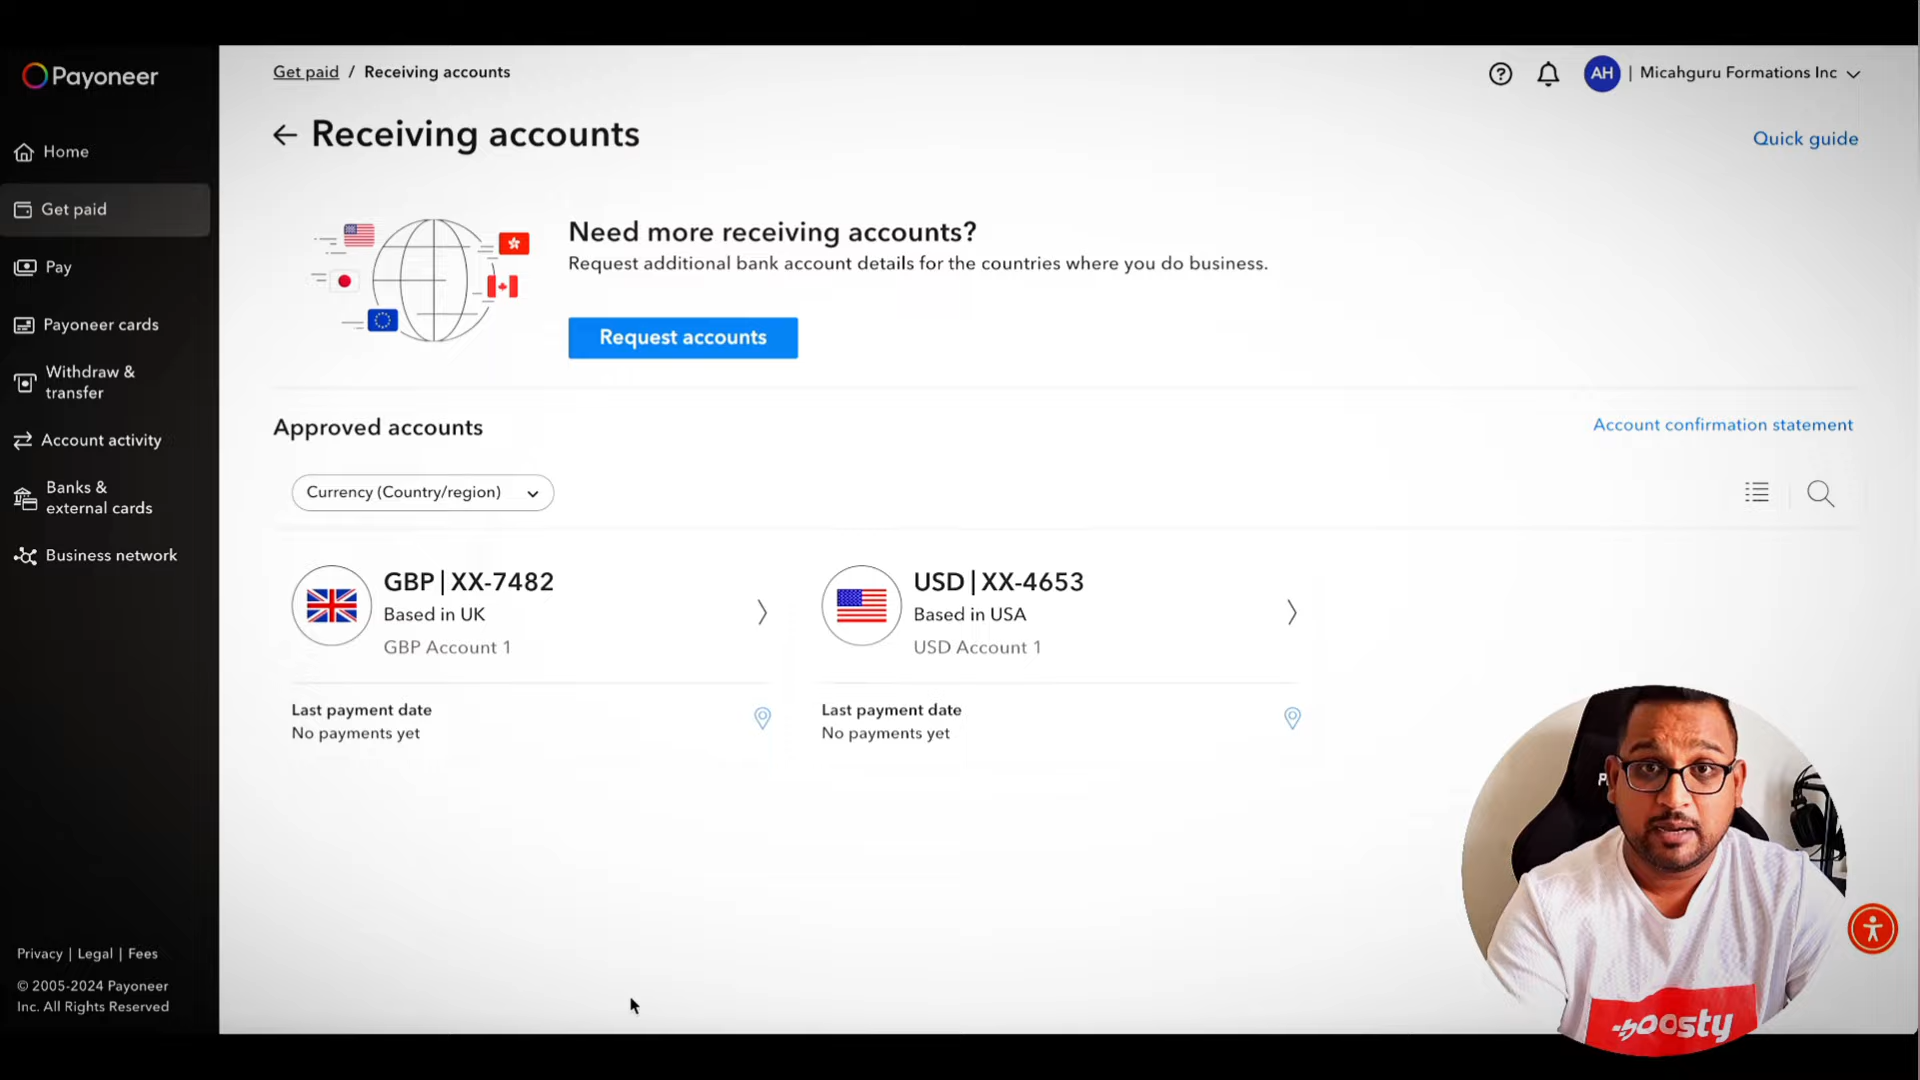 Payoneer
Home
Get paid
Pay
Payoneer cards
Withdraw &
transfer
Account activity
Banks &
external cards
Business network
Privacy | Legal | Fees
© 2005-2024 Payoneer
Inc. All Rights Reserved
Get paid / Receiving accounts
AH | Micahguru Formations Inc
Receiving accounts
Quick guide
Need more receiving accounts?
Request additional bank account details for the countries where you do business.
Request accounts
Approved accounts
Account confirmation statement
Currency (Country/region)
GBP | XX-7482
Based in UK
GBP Account 1
Last payment date
No payments yet
USD | XX-4653
Based in USA
USD Account 1
Last payment date
No payments yet